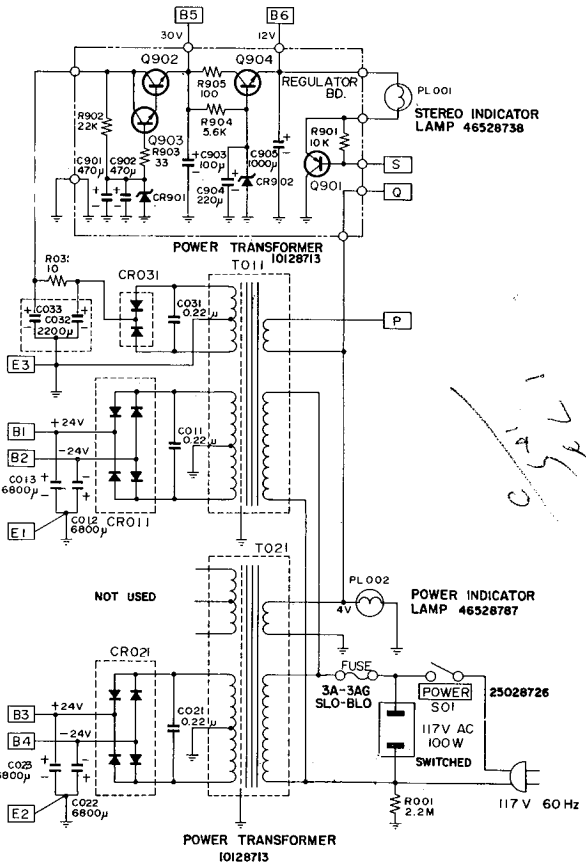 B5
B6
30V
12V
Q902
Q904
R905
100
REGULATOR
BD.
PL001
STEREO INDICATOR
LAMP 46528738
R902
22K
Q903
R903
33
R904
5.6K
R901
10K
C901
470µ
C902
470µ
C903
100µ
C905
1000µ
C904
220µ
CR901
CR902
Q901
S
Q
POWER TRANSFORMER
10128713
T011
R03
10
CR031
C031
0.22µ
C033
C032
2200µ
P
E3
B1
+24V
B2
-24V
C011
0.22µ
C013
6800µ
C012
6800µ
CR011
E1
T021
NOT USED
PL002
4V
POWER INDICATOR
LAMP 46528787
CR021
FUSE
3A-3AG
SLO-BLO
POWER
S01
25028726
117V AC
100W
SWITCHED
B3
+24V
B4
-24V
C021
0.22µ
C023
6800µ
C022
6800µ
E2
R001
2.2M
117V 60Hz
POWER TRANSFORMER
10128713